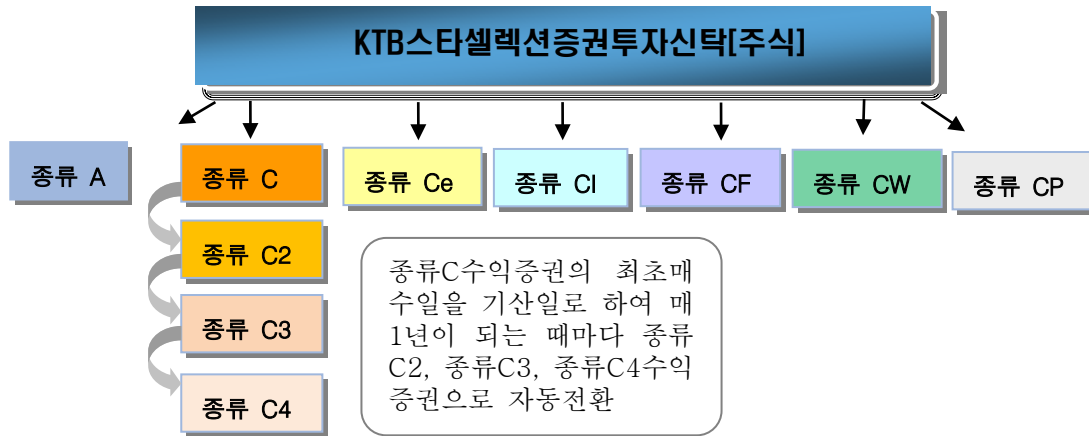 KTB스타셀렉션증권투자신탁[주식]
종류 A
종류 C
종류 Ce
종류 CI
종류 CF
종류 CW
종류 CP
종류 C2
종류 C3
종류 C4
종류C수익증권의 최초매
수일을 기산일로 하여 매
1년이 되는 때마다 종류
C2, 종류C3, 종류C4수익
증권으로 자동전환